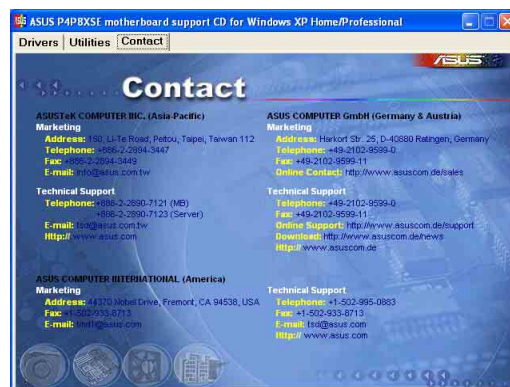 ASUS P4P8XSE motherboard support CD for Windows XP Home/Professional
Drivers Utilities Contact
ASUS
Contact
ASUSTeK COMPUTER INC. (Asia-Pacific)
Marketing
Address: 150, Li-Te Road, Peitou, Taipei, Taiwan 112
Telephone: +886-2-2894-3447
Fax: +886-2-2894-3449
E-mail: info@asus.com.tw
Technical Support
Telephone: +886-2-2890-7121 (MB)
+886-2-2890-7123 (Server)
E-mail: tsd@asus.com.tw
Http:// www.asus.com
ASUS COMPUTER GmbH (Germany & Austria)
Marketing
Address: Harkort Str. 25, D-40880 Ratingen, Germany
Telephone: +49-2102-9599-0
Fax: +49-2102-9599-11
Online Contact: http://www.asuscom.de/sales
Technical Support
Telephone: +49-2102-9599-0
Fax: +49-2102-9599-11
Online Support: http://www.asuscom.de/support
Download: http://www.asuscom.de/news
Http:// www.asuscom.de
ASUS COMPUTER INTERNATIONAL (America)
Marketing
Address: 44370 Nobel Drive, Fremont, CA 94538, USA
Fax: +1-502-933-8713
E-mail: tmd1@asus.com
Technical Support
Telephone: +1-502-995-0883
Fax: +1-502-933-8713
E-mail: tsd@asus.com
Http:// www.asus.com